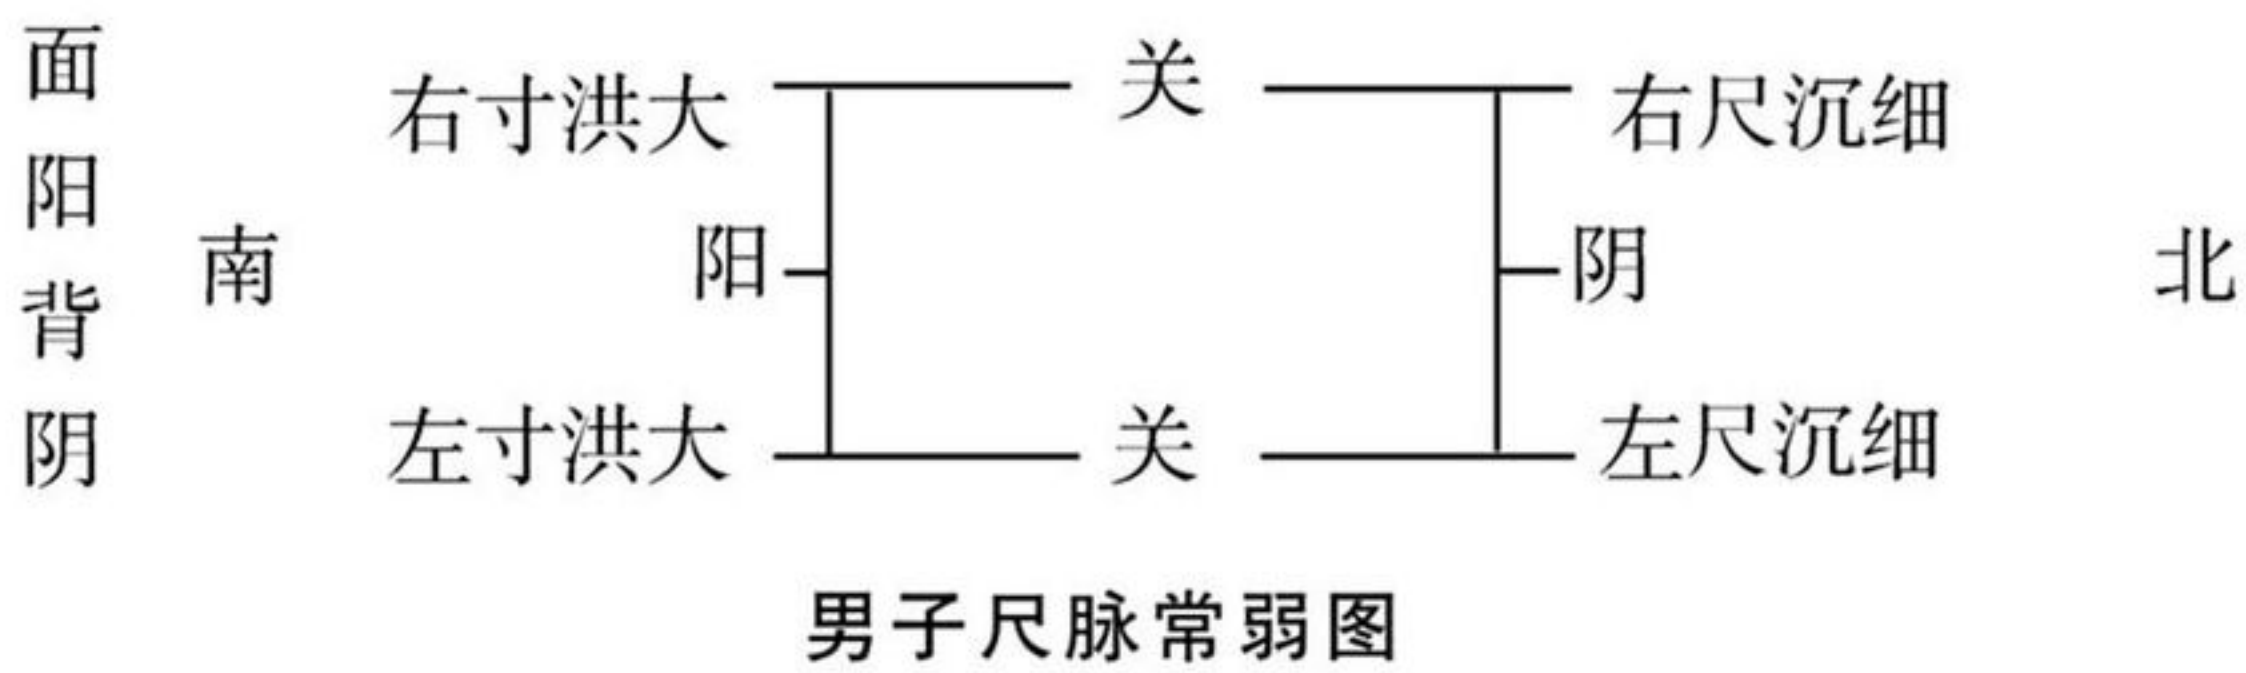 面阳背阴
右寸洪大 关 右尺沉细
南 阳 阴 北
左寸洪大 关 左尺沉细
男子尺脉常弱图